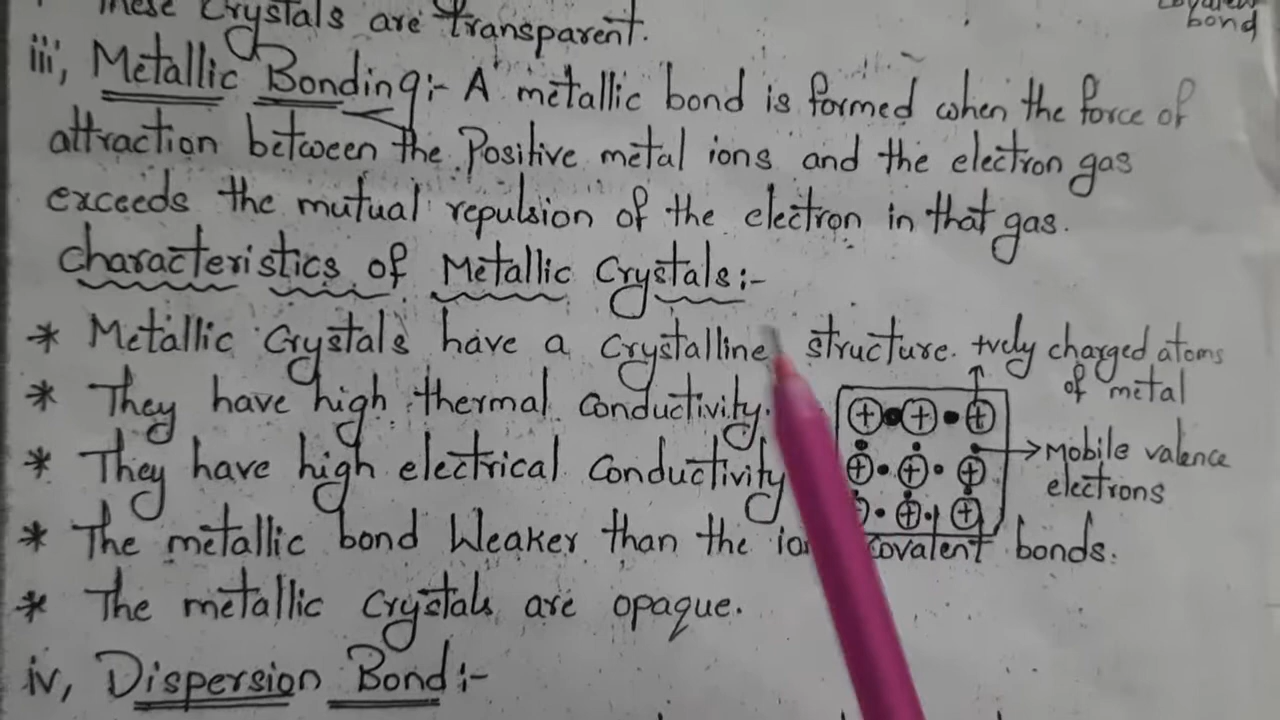 These Crystals are transparent.
bond
iii, Metallic Bonding:- A metallic bond is formed when the force of
attraction between the Positive metal ions and the electron gas
exceeds the mutual repulsion of the electron in that gas.
characteristics of Metallic Crystals:-
* Metallic Crystals have a crystalline structure.
+vely charged atoms
of metal
* They have high thermal conductivity.
* They have high electrical conductivity
Mobile valence
electrons
* The metallic bond Weaker than the covalent bonds.
* The metallic crystals are opaque.
iv, Dispersion Bond:-